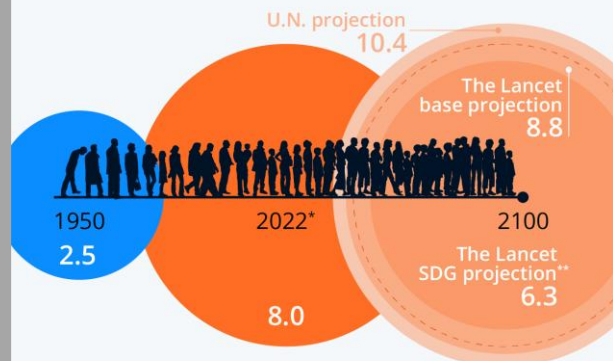 U.N. projection
10.4
The Lancet
base projection
8.8
1950
2022*
2100
2.5
The Lancet
SDG projection**
6.3
8.0